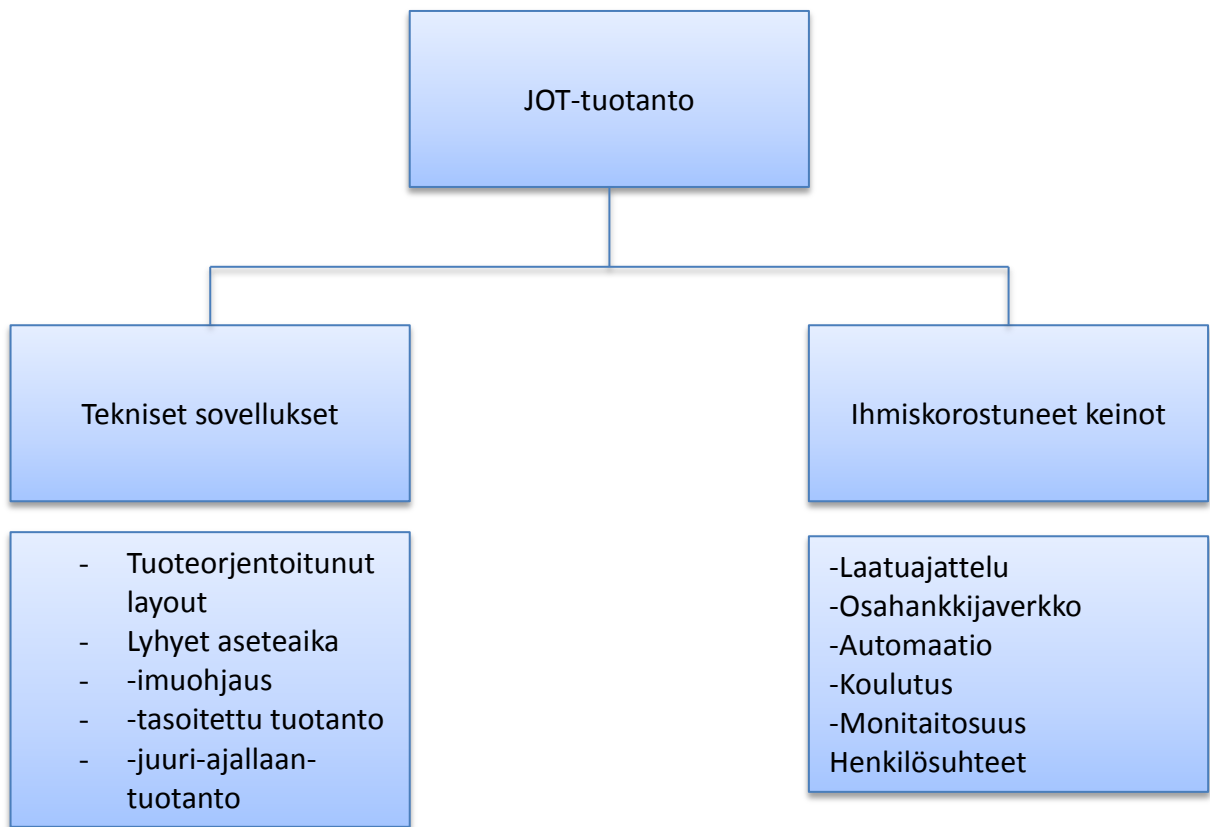 JOT-tuotanto
Tekniset sovellukset
Ihmiskorostuneet keinot
- Tuoteorjentoitunut
layout
- Lyhyet aseteaika
- -imuohjaus
- -tasoitettu tuotanto
- -juuri-ajallaan-
tuotanto
-Laatuajattelu
-Osahankkijaverkko
-Automaatio
-Koulutus
-Monitaitosuus
Henkilösuhteet